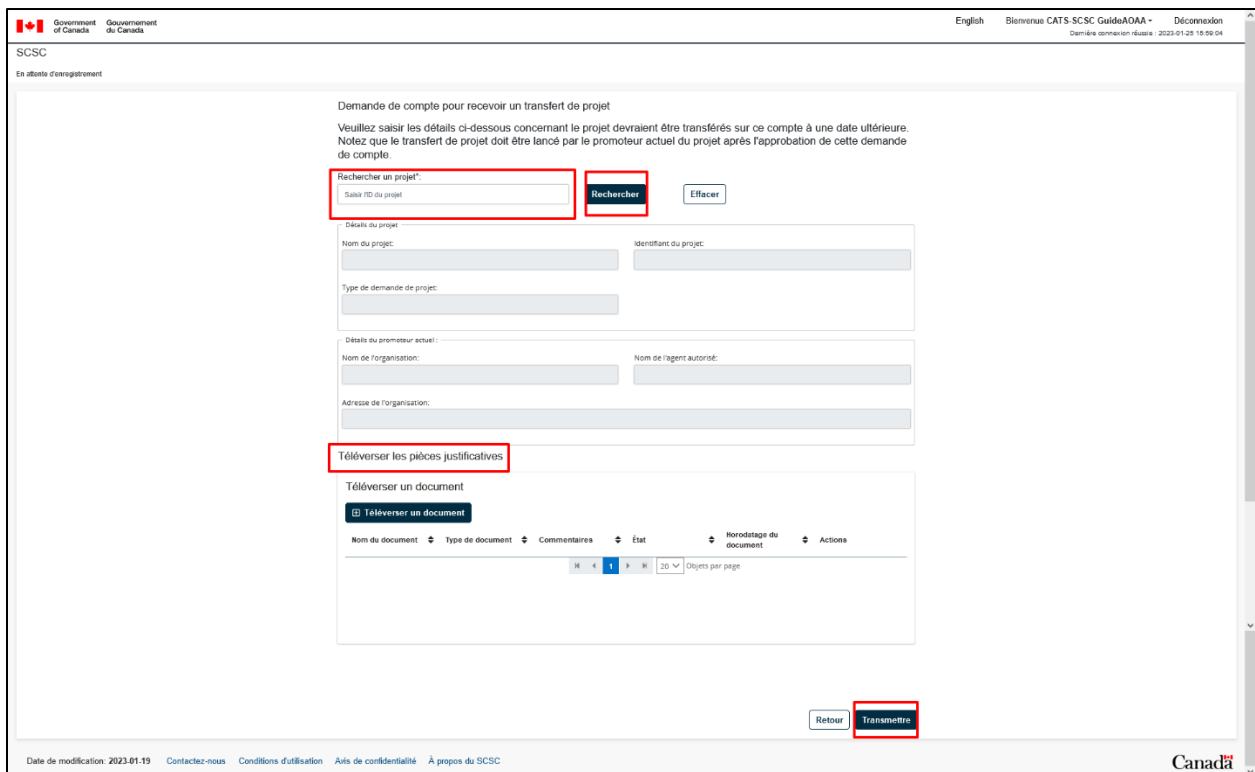 Government of Canada Gouvernement du Canada
English Bienvenue CATS-SCSC GuideAOAA Déconnexion
Dernière connexion réussie : 2023-01-25 15:59:04
SCSC
En attente d'enregistrement
Demande de compte pour recevoir un transfert de projet
Veuillez saisir les détails ci-dessous concernant le projet devraient être transférés sur ce compte à une date ultérieure.
Notez que le transfert de projet doit être lancé par le promoteur actuel du projet après l'approbation de cette demande
de compte.
Rechercher un projet*:
Saisir l'ID du projet Rechercher Effacer
Détails du projet
Nom du projet: Identifiant du projet:
Type de demande de projet:
Détails du promoteur actuel :
Nom de l'organisation: Nom de l'agent autorisé:
Adresse de l'organisation:
Téléverser les pièces justificatives
Téléverser un document
Téléverser un document
Nom du document Type de document Commentaires État Horodatage du document Actions
1 20 Objets par page
Retour Transmettre
Date de modification: 2023-01-19 Contactez-nous Conditions d'utilisation Avis de confidentialité À propos du SCSC Canada